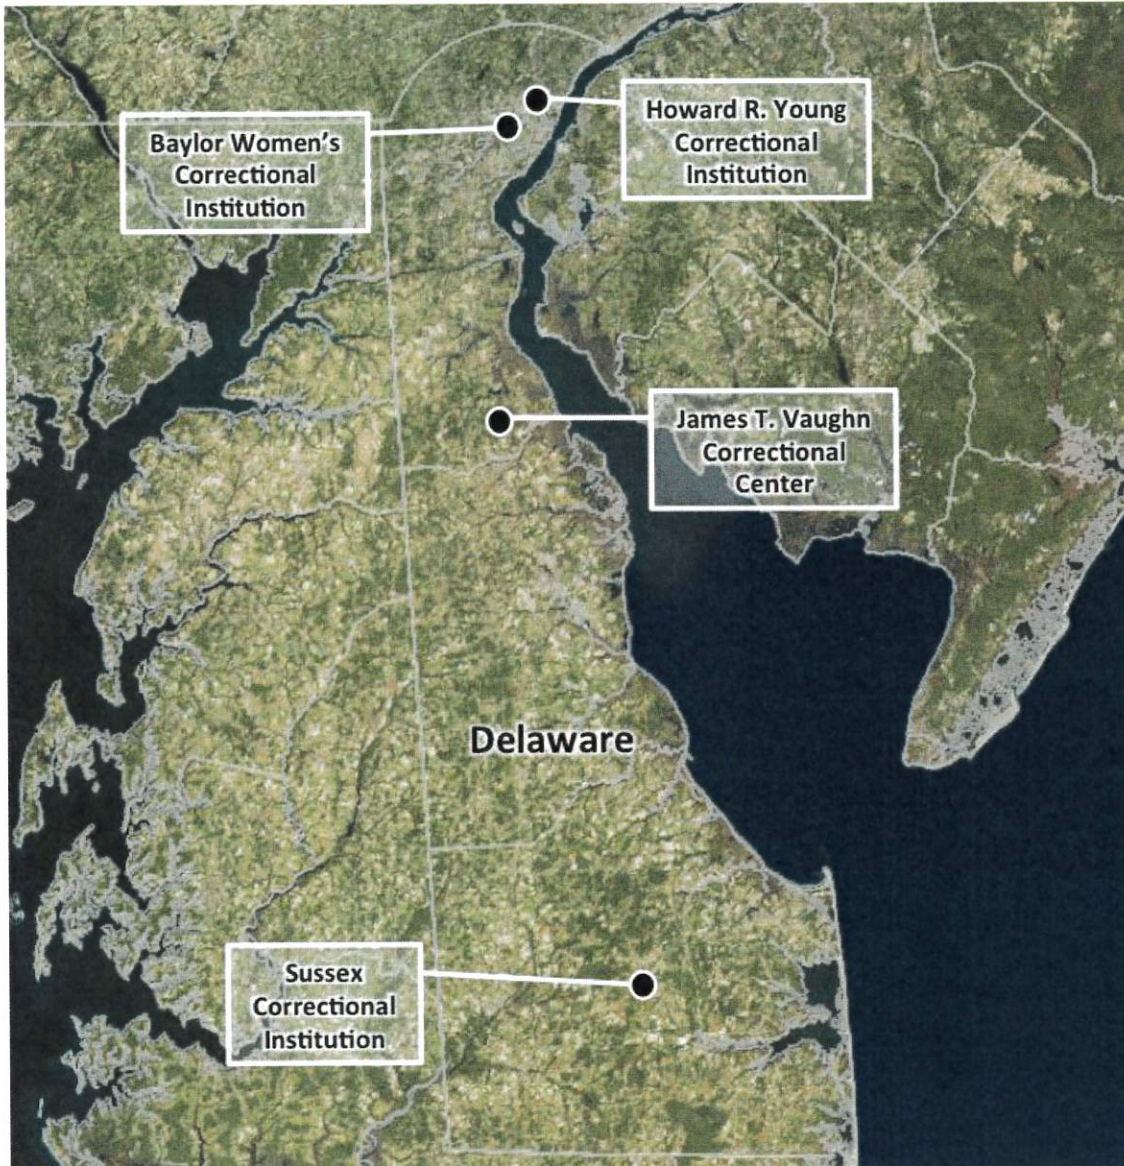 Howard R. Young
Correctional
Institution
Baylor Women's
Correctional
Institution
James T. Vaughn
Correctional
Center
Delaware
Sussex
Correctional
Institution